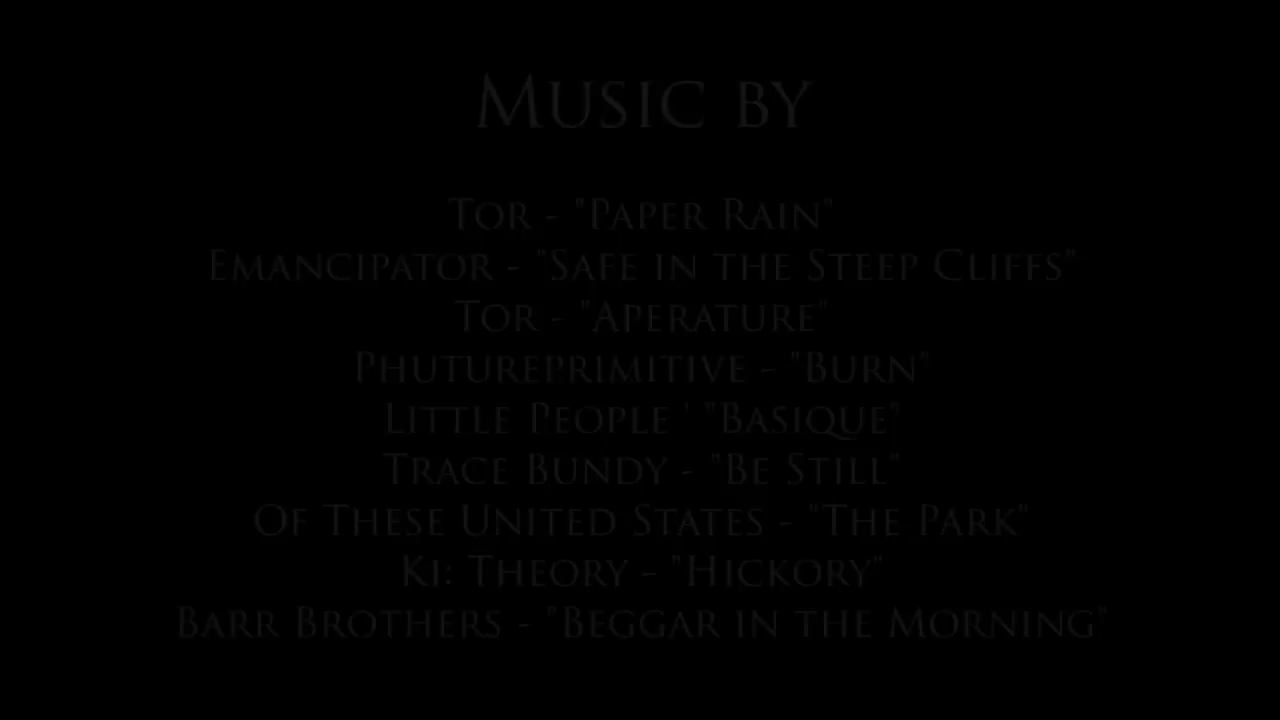 Music by
Tor - "Paper Rain"
Emancipator - "Safe in the Steep Cliffs"
Tor - "Aperature"
Phutureprimitive - "Burn"
Little People ' "Basique"
Trace Bundy - "Be Still"
Of These United States - "The Park"
Ki: Theory - "Hickory"
Barr Brothers - "Beggar in the Morning"